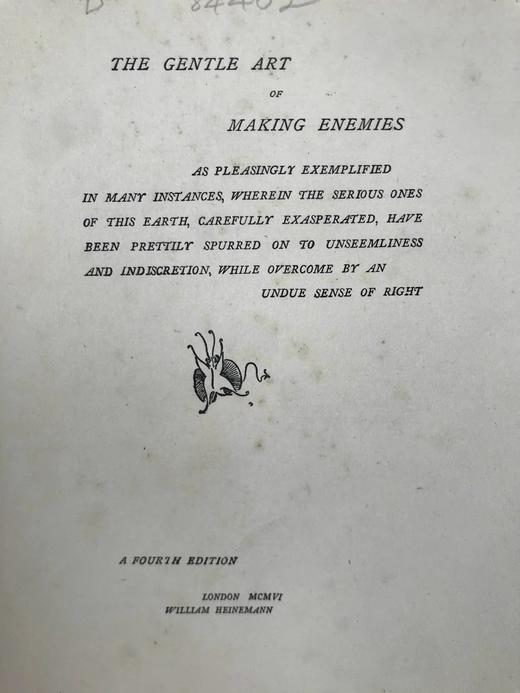 THE GENTLE ART
OF
MAKING ENEMIES
AS PLEASINGLY EXEMPLIFIED
IN MANY INSTANCES, WHEREIN THE SERIOUS ONES
OF THIS EARTH, CAREFULLY EXASPERATED, HAVE
BEEN PRETTILY SPURRED ON TO UNSEEMLINESS
AND INDISCRETION, WHILE OVERCOME BY AN
UNDUE SENSE OF RIGHT
A FOURTH EDITION
LONDON MCMVI
WILLIAM HEINEMANN